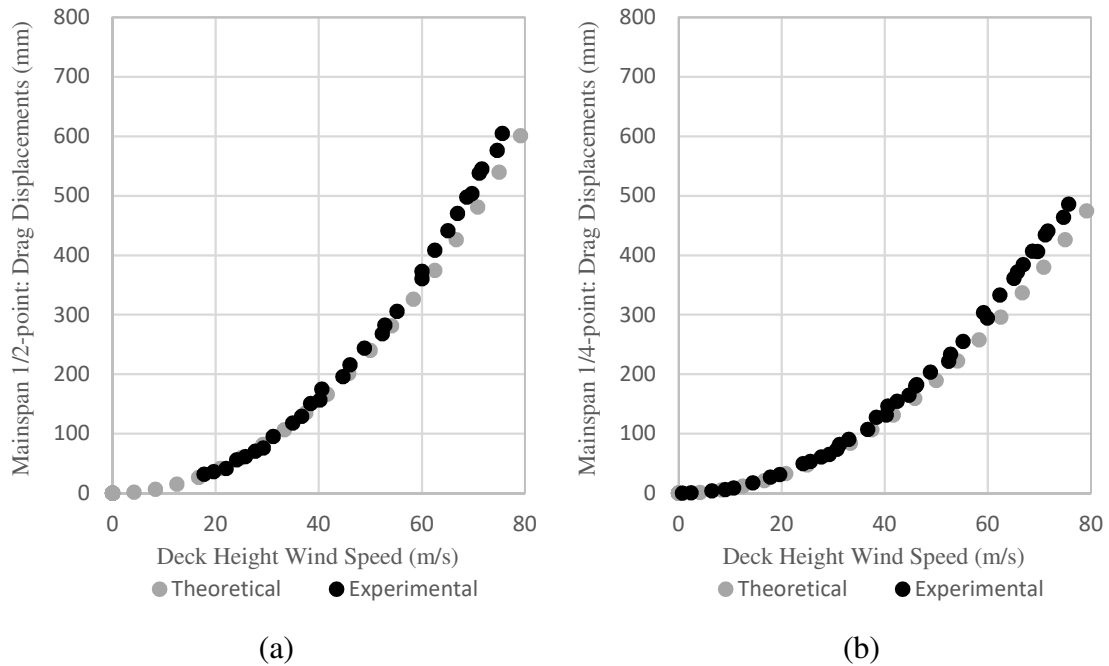 Mainspan 1/2-point: Drag Displacements (mm)
800
700
600
500
400
300
200
100
0
0 20 40 60 80
Deck Height Wind Speed (m/s)
Theoretical Experimental
(a)
Mainspan 1/4-point: Drag Displacements (mm)
800
700
600
500
400
300
200
100
0
0 20 40 60 80
Deck Height Wind Speed (m/s)
Theoretical Experimental
(b)